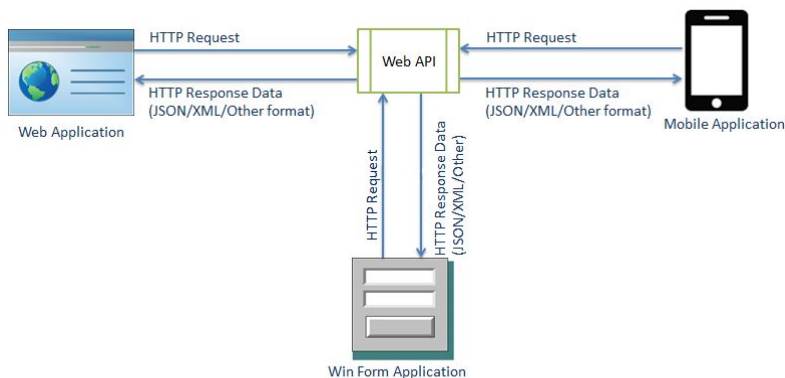 HTTP Request
HTTP Response Data
(JSON/XML/Other format)
Web Application
Web API
HTTP Request
HTTP Response Data
(JSON/XML/Other format)
Mobile Application
HTTP Request
HTTP Response Data
(JSON/XML/Other)
Win Form Application